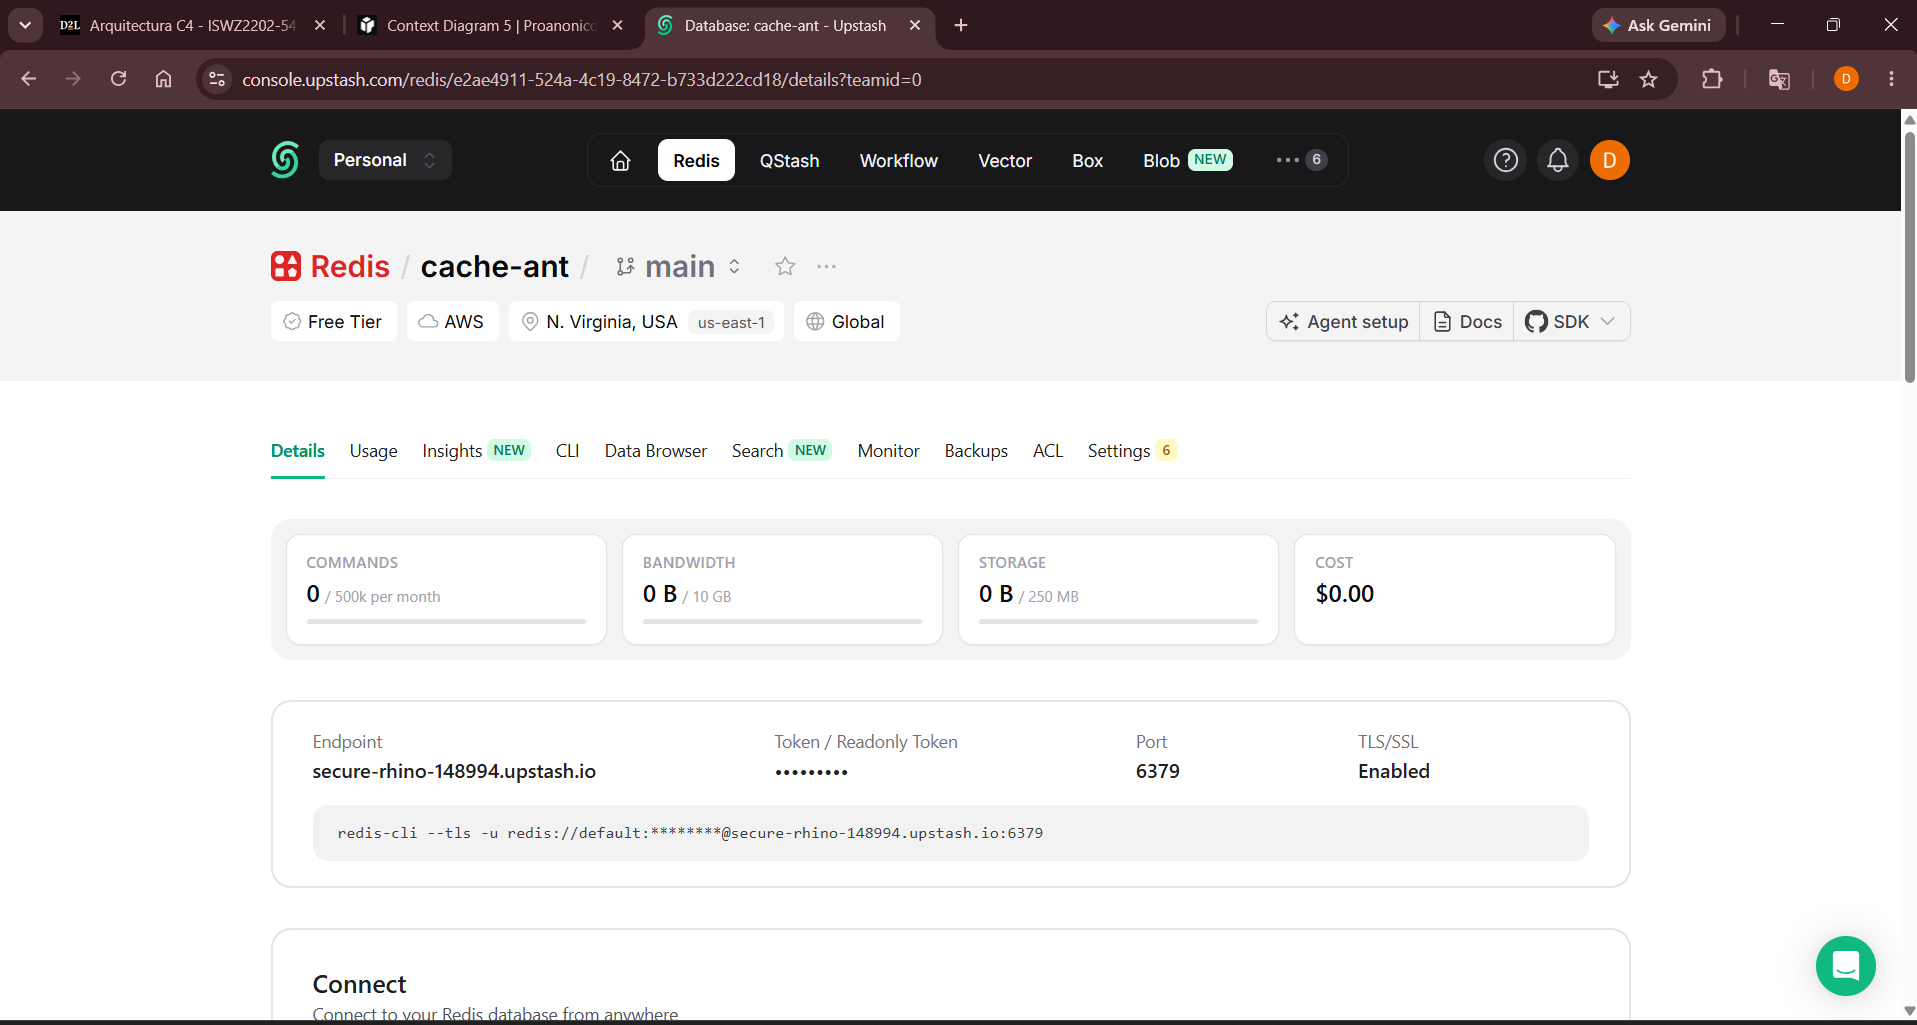 D2L Arquitectura C4 - ISWZ2202-54
Context Diagram 5 | Proanonico
Database: cache-ant - Upstash
Ask Gemini
console.upstash.com/redis/e2ae4911-524a-4c19-8472-b733d222cd18/details?teamid=0
D
Personal
Redis
QStash
Workflow
Vector
Box
Blob NEW
••• 6
D
Redis / cache-ant / main
Free Tier
AWS
N. Virginia, USA us-east-1
Global
Agent setup
Docs
SDK
Details
Usage
Insights NEW
CLI
Data Browser
Search NEW
Monitor
Backups
ACL
Settings 6
COMMANDS
0 / 500k per month
BANDWIDTH
0 B / 10 GB
STORAGE
0 B / 250 MB
COST
$0.00
Endpoint
secure-rhino-148994.upstash.io
Token / Readonly Token
•••••••••
Port
6379
TLS/SSL
Enabled
redis-cli --tls -u redis://default:********@secure-rhino-148994.upstash.io:6379
Connect
Connect to your Redis database from anywhere